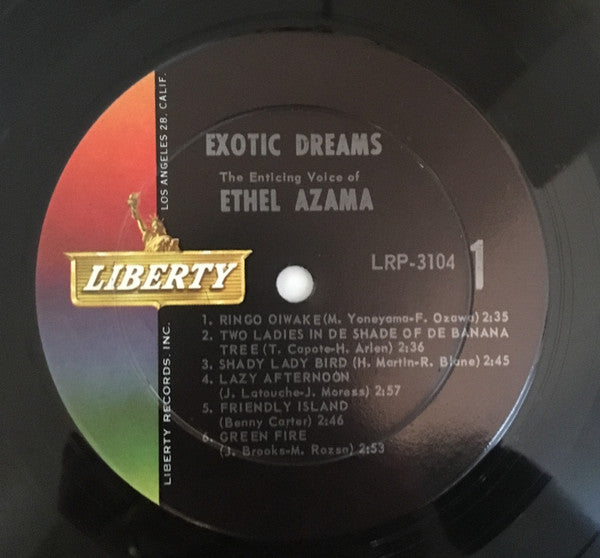 EXOTIC DREAMS
The Enticing Voice of
ETHEL AZAMA
LRP-3104 1
LIBERTY
LIBERTY RECORDS, INC. LOS ANGELES 28, CALIF.
1. RINGO OIWAKE (M. Yoneyama-F. Ozawa) 2:35
2. TWO LADIES IN DE SHADE OF DE BANANA
TREE (T. Capote-H. Arlen) 2:36
3. SHADY LADY BIRD (H. Martin-R. Blane) 2:45
4. LAZY AFTERNOON
(J. Latouche-J. Moross) 2:57
5. FRIENDLY ISLAND
(Benny Carter) 2:46
6. GREEN FIRE
(J. Brooks-M. Rozsa) 2:53